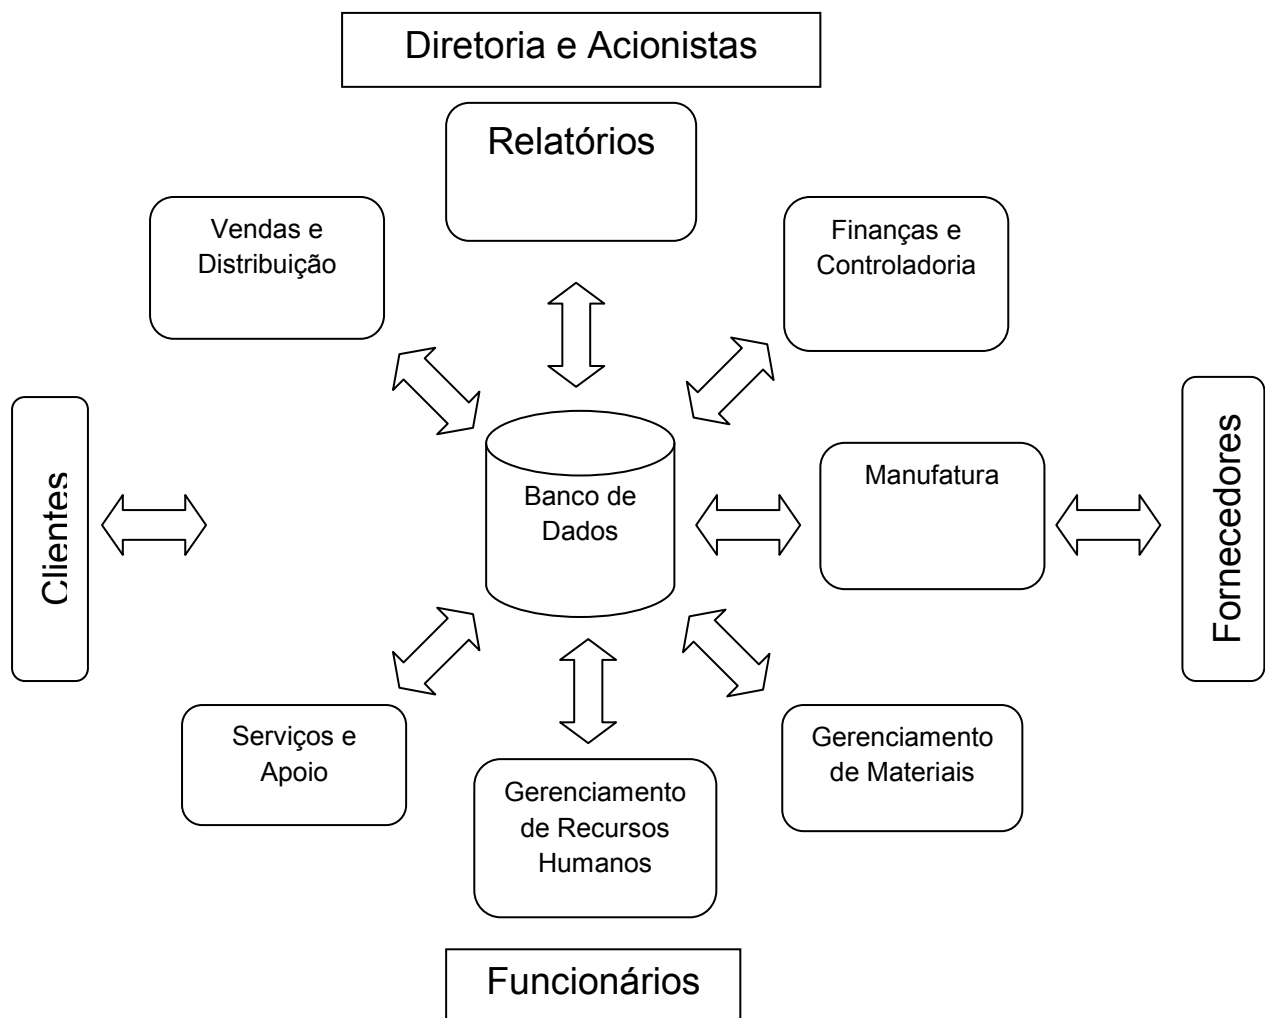 Diretoria e Acionistas
Relatórios
Vendas e
Distribuição
Finanças e
Controladoria
Clientes
Banco de
Dados
Manufatura
Fornecedores
Serviços e
Apoio
Gerenciamento
de Recursos
Humanos
Gerenciamento
de Materiais
Funcionários